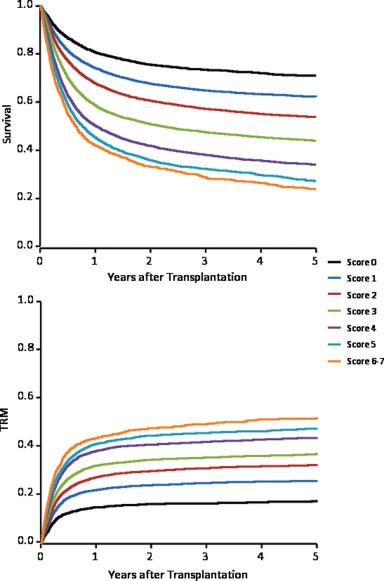 1.0
0.8
0.6
0.4
0.2
0.0
Survival
0 1 2 3 4 5
Years after Transplantation
Score 0
Score 1
Score 2
Score 3
Score 4
Score 5
Score 6-7
1.0
0.8
0.6
0.4
0.2
0.0
TRM
0 1 2 3 4 5
Years after Transplantation